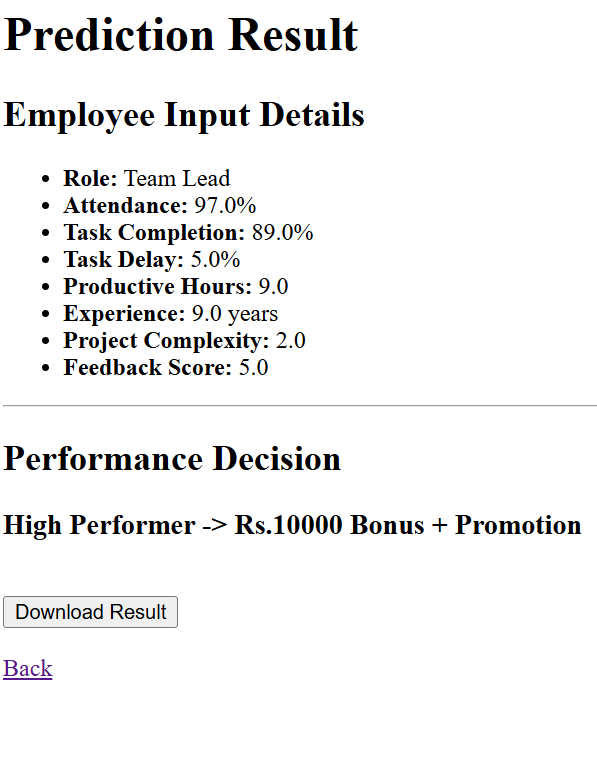 Prediction Result
Employee Input Details
• Role: Team Lead
• Attendance: 97.0%
• Task Completion: 89.0%
• Task Delay: 5.0%
• Productive Hours: 9.0
• Experience: 9.0 years
• Project Complexity: 2.0
• Feedback Score: 5.0
Performance Decision
High Performer -> Rs.10000 Bonus + Promotion
Download Result
Back